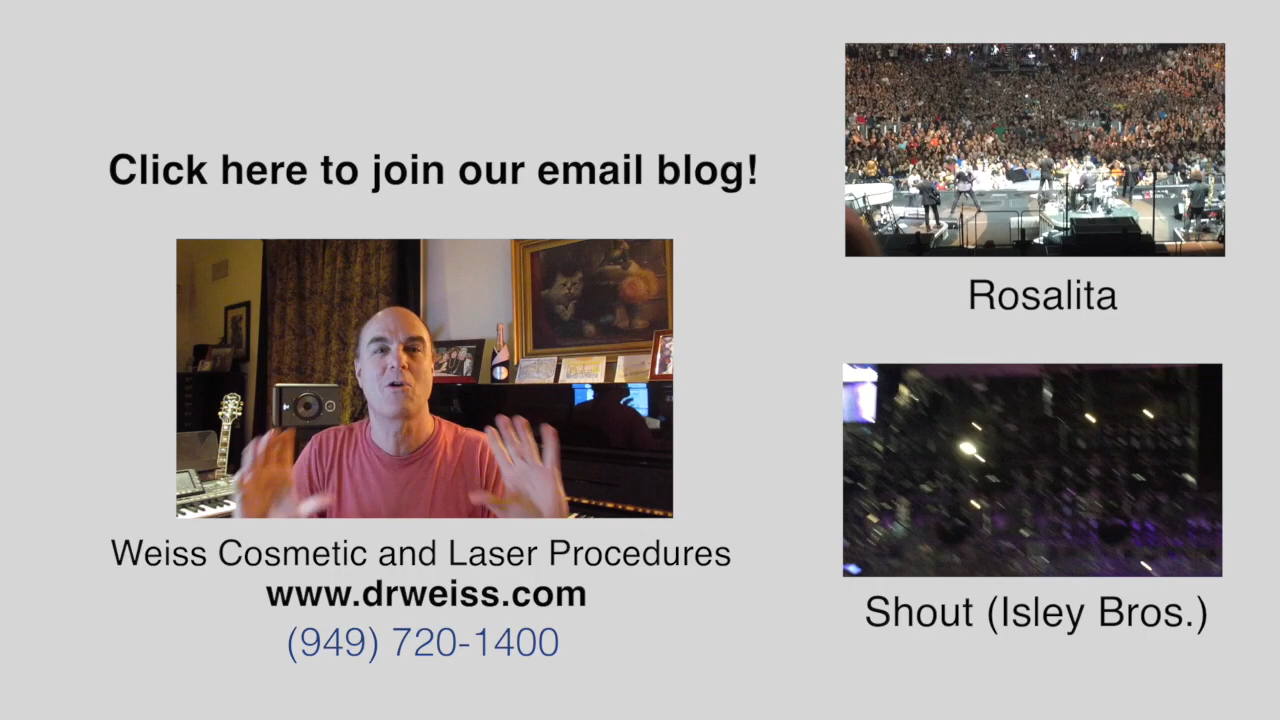 Click here to join our email blog!
Weiss Cosmetic and Laser Procedures
www.drweiss.com
(949) 720-1400
Rosalita
Shout (Isley Bros.)